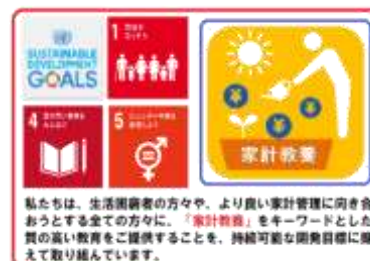 SUSTAINABLE
DEVELOPMENT
GOALS
1
4
5
¥
¥
¥
家計教養
私たちは、生活困窮者の方々や、より良い家計管理に向き合
おうとする全ての方々に、「家計教養」をキーワードとした
質の高い教育をご提供することを、持続可能な開発目標に据
えて取り組んでいます。